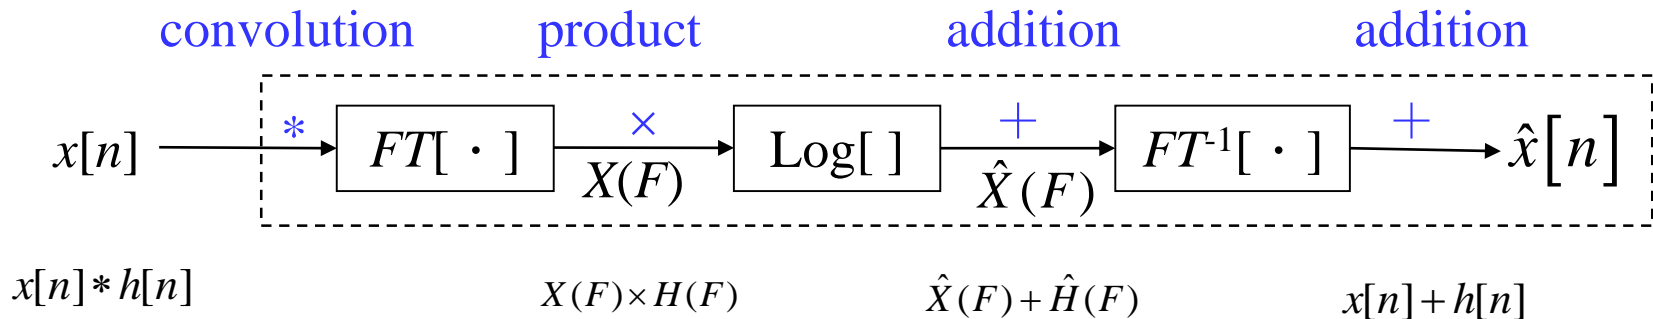 convolution product addition addition
x[n] * FT[ · ] × Log[ ] + FT⁻¹[ · ] + x̂[n]
X(F) X̂(F)
x[n]∗h[n] X(F)×H(F) X̂(F)+Ĥ(F) x[n]+h[n]